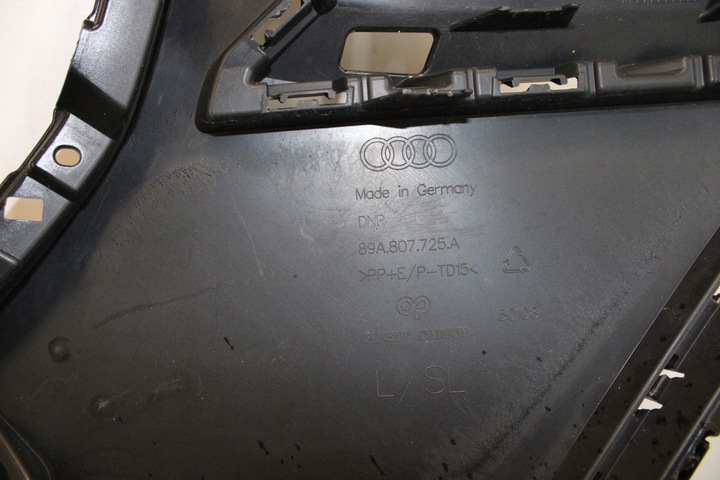 Made in Germany
DNP
89A.807.725.A
>PP+E/P-TD15<
L/SL